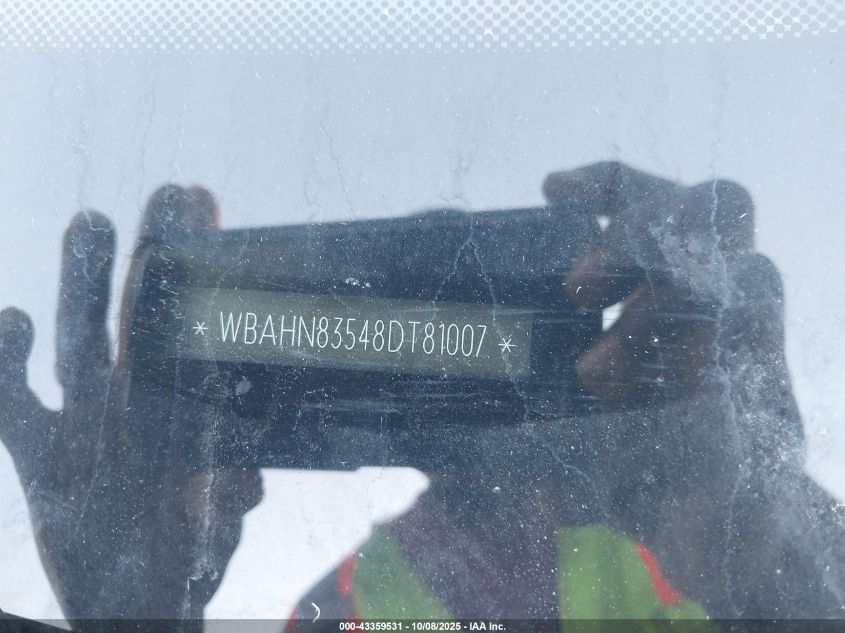 * WBAHN83548DT81007 *
000-43359531 - 10/08/2025 - IAA Inc.